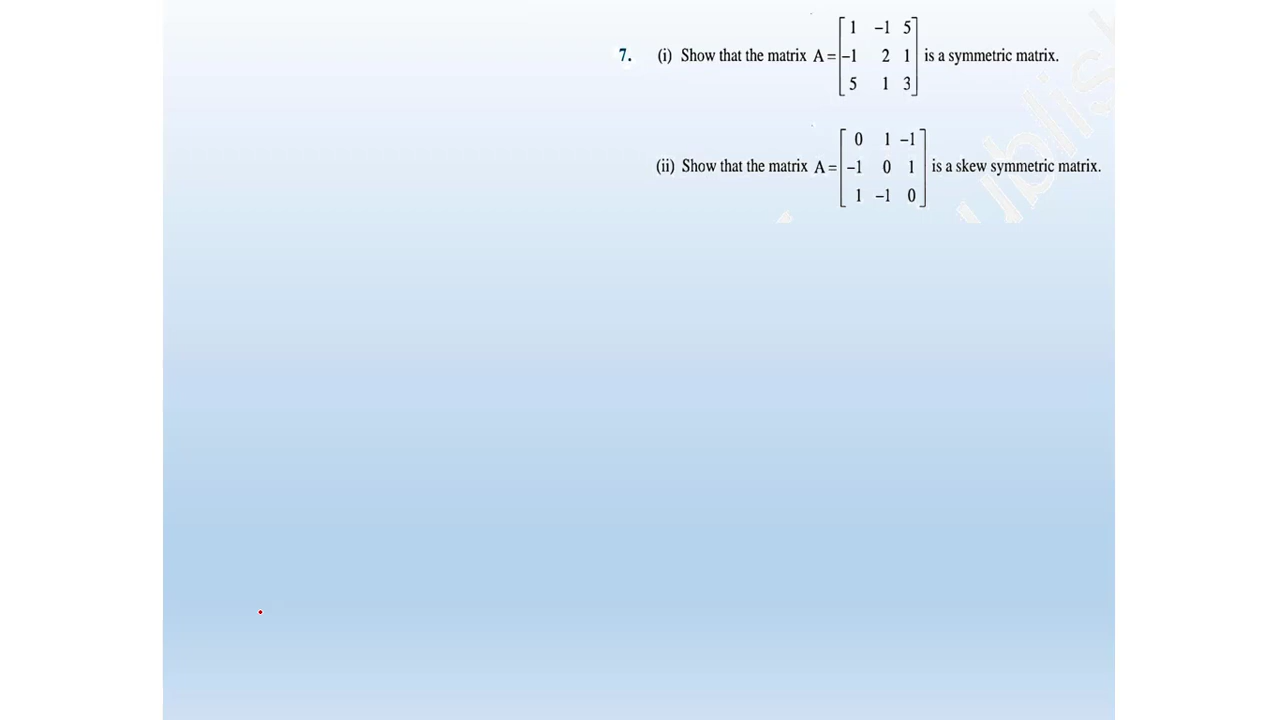 7. (i) Show that the matrix A = [1 −1 5
−1 2 1
5 1 3] is a symmetric matrix.
(ii) Show that the matrix A = [0 1 −1
−1 0 1
1 −1 0] is a skew symmetric matrix.